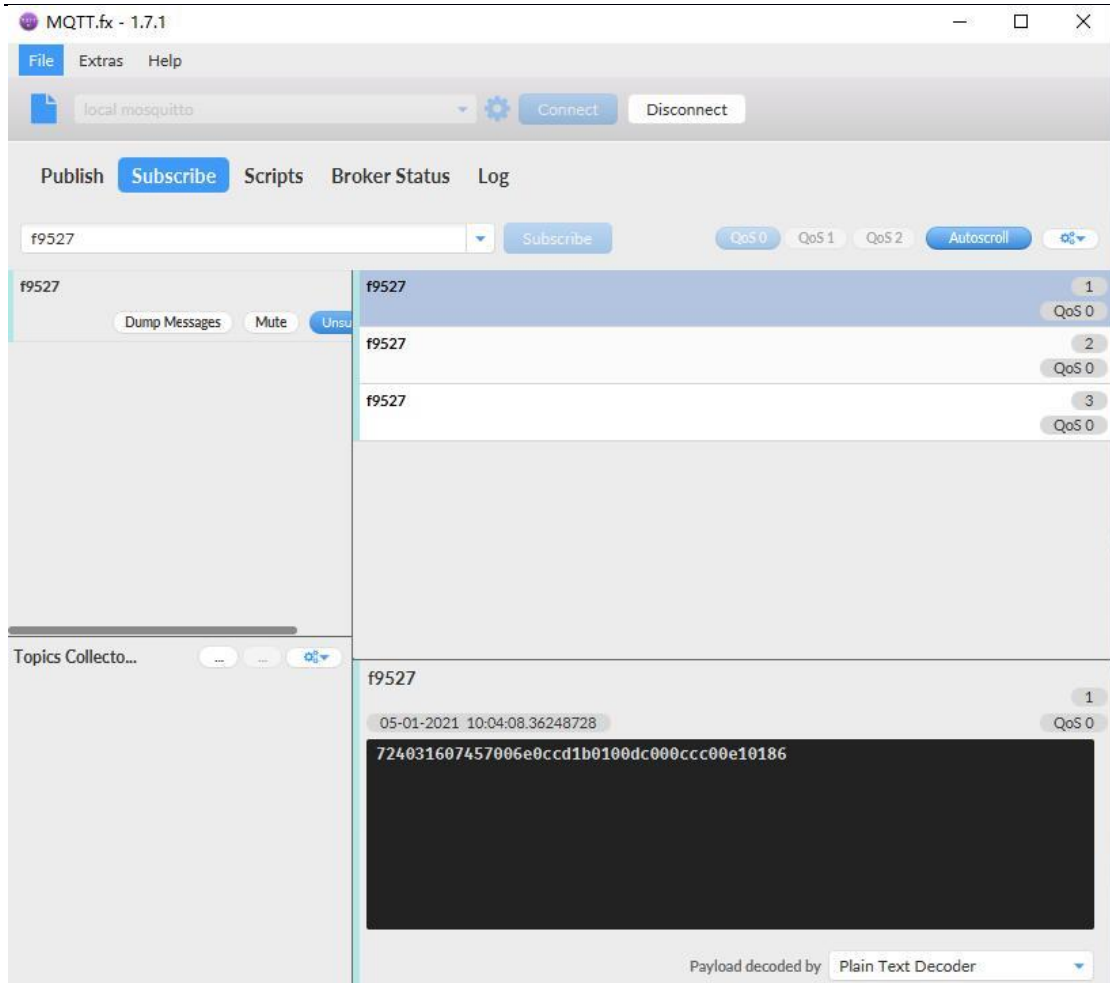 MQTT.fx - 1.7.1
File Extras Help
local mosquitto Connect Disconnect
Publish Subscribe Scripts Broker Status Log
f9527 Subscribe QoS 0 QoS 1 QoS 2 Autoscroll
f9527
Dump Messages Mute Unsu
f9527 1
QoS 0
f9527 2
QoS 0
f9527 3
QoS 0
Topics Collecto... ... ...
f9527
1
05-01-2021 10:04:08.36248728 QoS 0
724031607457006e0ccd1b0100dc000ccc00e10186
Payload decoded by Plain Text Decoder